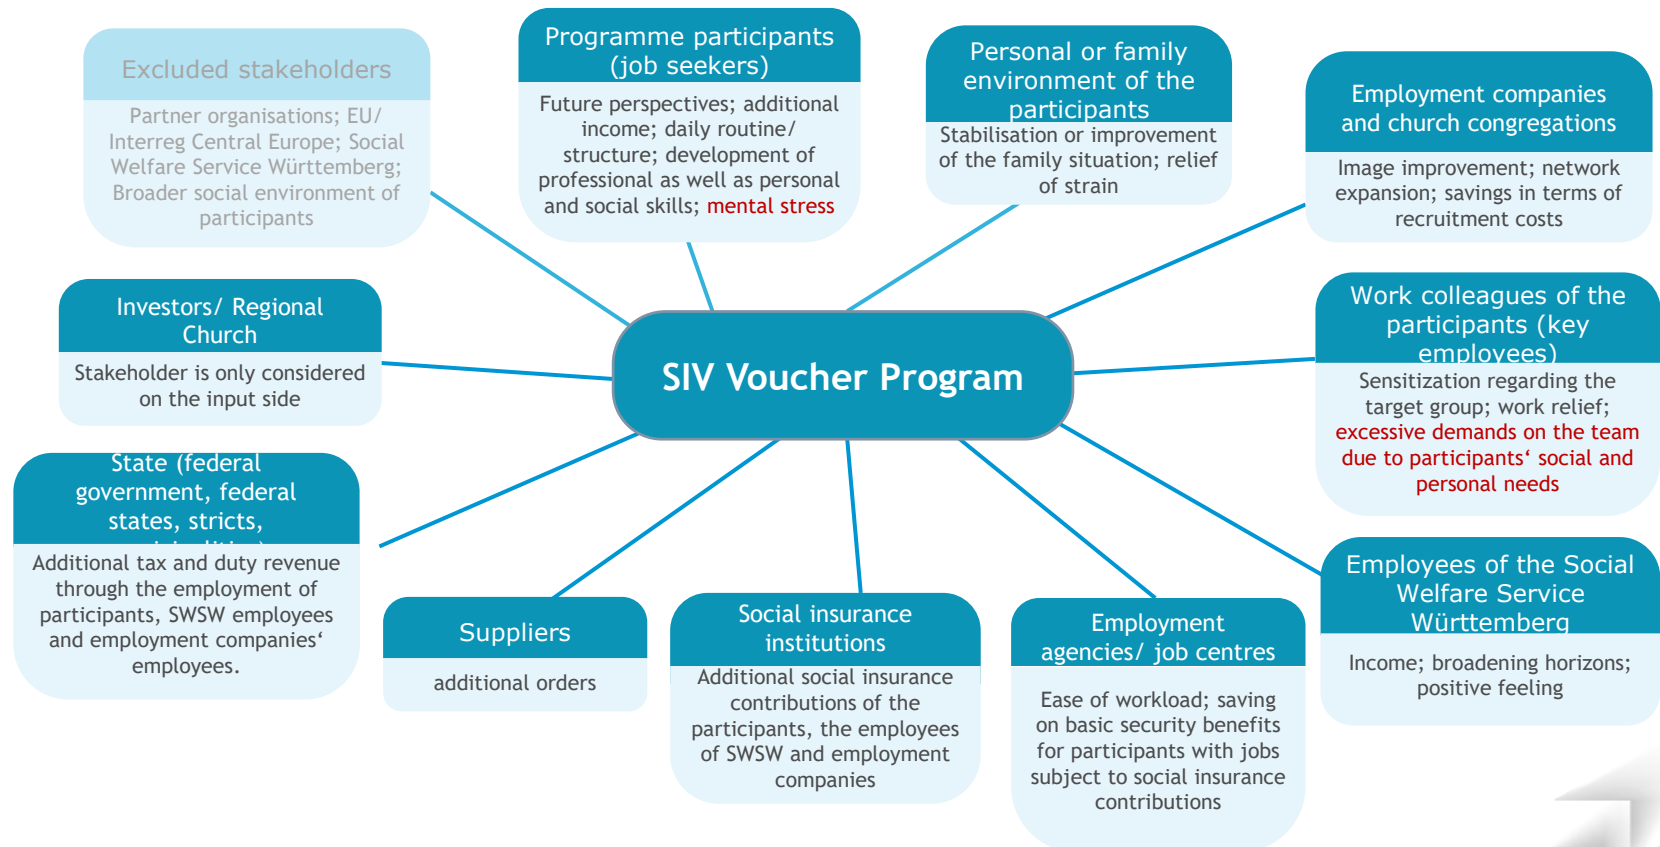 Excluded stakeholders
Partner organisations; EU/
Interreg Central Europe; Social
Welfare Service Württemberg;
Broader social environment of
participants
Programme participants
(job seekers)
Future perspectives; additional
income; daily routine/
structure; development of
professional as well as personal
and social skills; mental stress
Personal or family
environment of the
participants
Stabilisation or improvement
of the family situation; relief
of strain
Employment companies
and church congregations
Image improvement; network
expansion; savings in terms of
recruitment costs
Investors/ Regional
Church
Stakeholder is only considered
on the input side
SIV Voucher Program
Work colleagues of the
participants (key
employees)
Sensitization regarding the
target group; work relief;
excessive demands on the team
due to participants‘ social and
personal needs
State (federal
government, federal
states, stricts,
Additional tax and duty revenue
through the employment of
participants, SWSW employees
and employment companies‘
employees.
Suppliers
additional orders
Social insurance
institutions
Additional social insurance
contributions of the
participants, the employees
of SWSW and employment
companies
Employment
agencies/ job centres
Ease of workload; saving
on basic security benefits
for participants with jobs
subject to social insurance
contributions
Employees of the Social
Welfare Service
Württemberg
Income; broadening horizons;
positive feeling